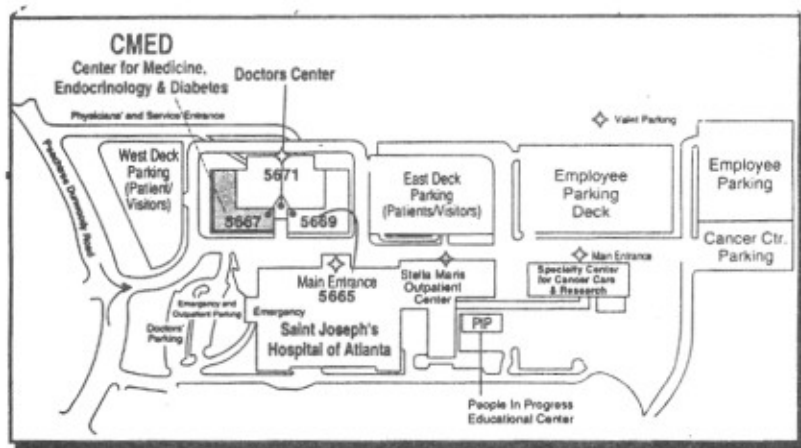 CMED
Center for Medicine,
Endocrinology & Diabetes
Doctors Center
Physicians' and Service Entrance
Valet Parking
Peachtree Dunwoody Road
West Deck
Parking
(Patient/
Visitors)
5671
5667
5669
East Deck
Parking
(Patients/Visitors)
Employee
Parking
Deck
Employee
Parking
Cancer Ctr.
Parking
Main Entrance
5665
Stella Maris
Outpatient
Center
Main Entrance
Specialty Center
for Cancer Care
& Research
Emergency and
Outpatient Parking
Doctors'
Parking
Emergency
Saint Joseph's
Hospital of Atlanta
PIP
People In Progress
Educational Center